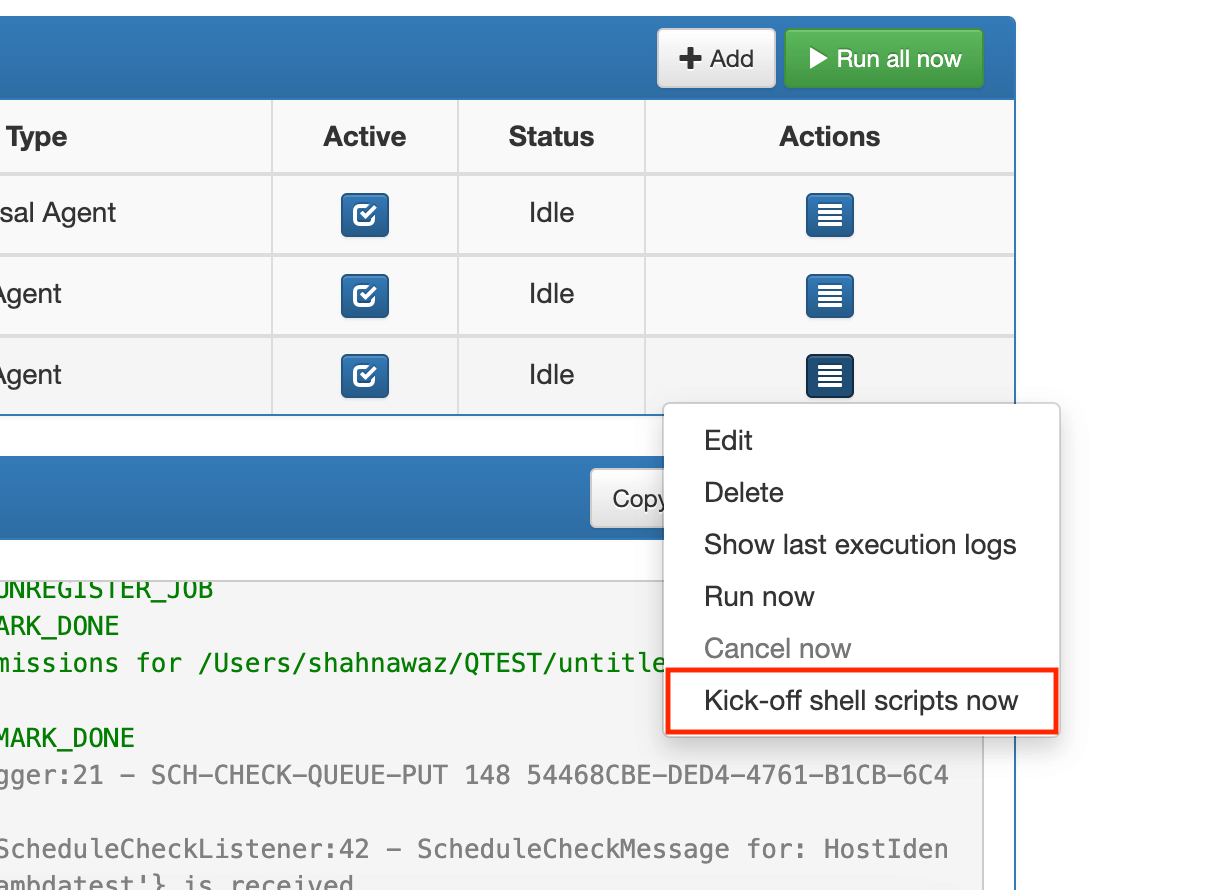 Add
Run all now
Type Active Status Actions
sal Agent Idle
Agent Idle
Agent Idle
Edit
Delete
Show last execution logs
Run now
Cancel now
Kick-off shell scripts now
Copy
UNREGISTER_JOB
ARK_DONE
missions for /Users/shahnawaz/QTEST/untitle
MARK_DONE
gger:21 - SCH-CHECK-QUEUE-PUT 148 54468CBE-DED4-4761-B1CB-6C4
ScheduleCheckListener:42 - ScheduleCheckMessage for: HostIden
ambdatest'} is received